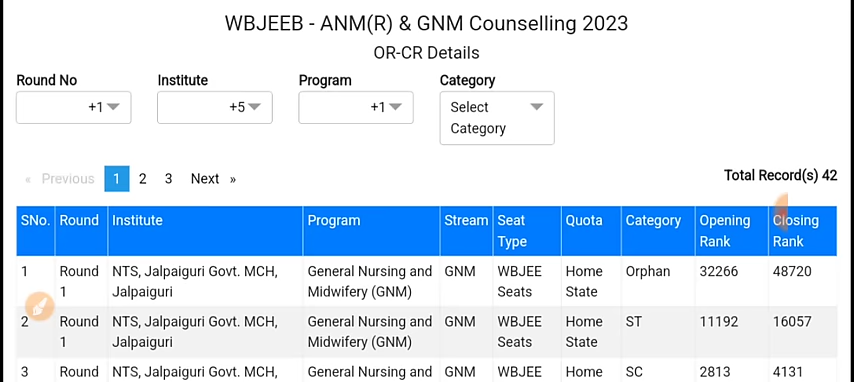 WBJEEB - ANM(R) & GNM Counselling 2023
OR-CR Details
Round No Institute Program Category
+1 +5 +1 Select
Category
« Previous 1 2 3 Next » Total Record(s) 42
SNo. Round Institute Program Stream Seat Quota Category Opening Closing
Type Rank Rank
1 Round NTS, Jalpaiguri Govt. MCH, General Nursing and GNM WBJEE Home Orphan 32266 48720
1 Jalpaiguri Midwifery (GNM) Seats State
2 Round NTS, Jalpaiguri Govt. MCH, General Nursing and GNM WBJEE Home ST 11192 16057
1 Jalpaiguri Midwifery (GNM) Seats State
3 Round NTS, Jalpaiguri Govt. MCH, General Nursing and GNM WBJEE Home SC 2813 4131